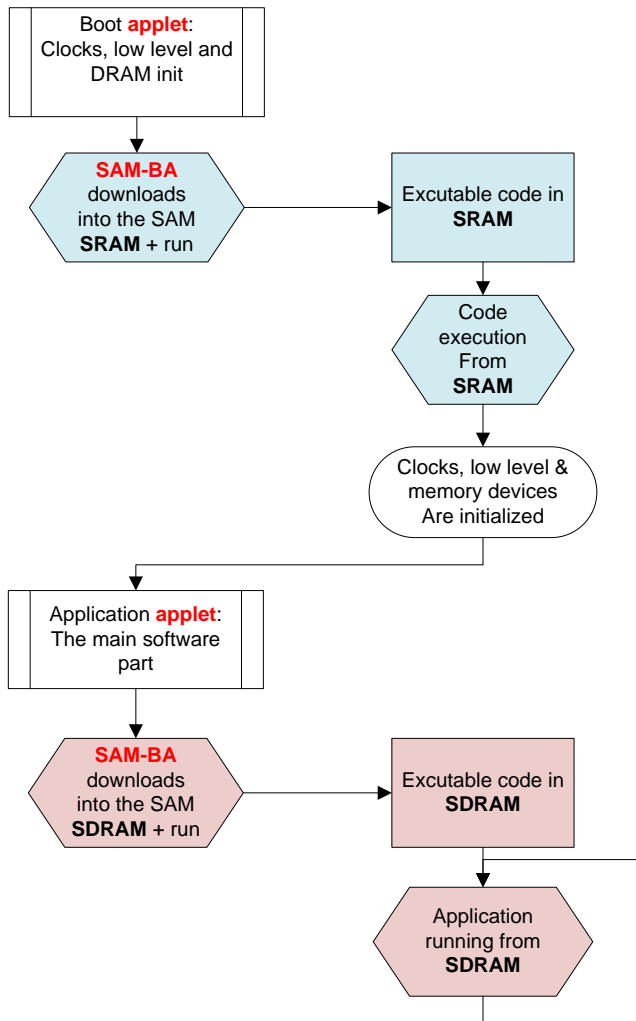 Boot applet:
Clocks, low level and
DRAM init
SAM-BA
downloads
into the SAM
SRAM + run
Excutable code in
SRAM
Code
execution
From
SRAM
Clocks, low level &
memory devices
Are initialized
Application applet:
The main software
part
SAM-BA
downloads
into the SAM
SDRAM + run
Excutable code in
SDRAM
Application
running from
SDRAM